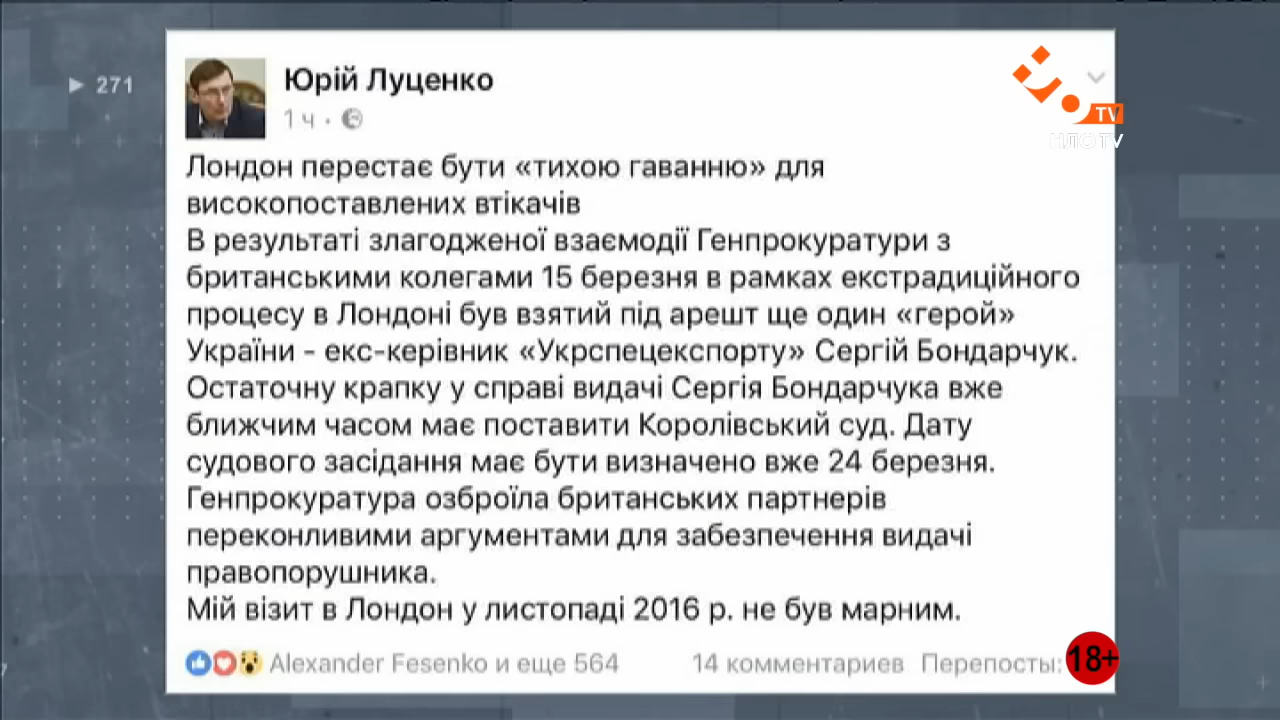 271
Юрій Луценко
TV
НЛО TV
1 ч ·
Лондон перестає бути «тихою гаванню» для
високопоставлених втікачів
В результаті злагодженої взаємодії Генпрокуратури з
британськими колегами 15 березня в рамках екстрадиційного
процесу в Лондоні був взятий під арешт ще один «герой»
України - екс-керівник «Укрспецекспорту» Сергій Бондарчук.
Остаточну крапку у справі видачі Сергія Бондарчука вже
ближчим часом має поставити Королівський суд. Дату
судового засідання має бути визначено вже 24 березня.
Генпрокуратура озброїла британських партнерів
переконливими аргументами для забезпечення видачі
правопорушника.
Мій візит в Лондон у листопаді 2016 р. не був марним.
Alexander Fesenko и еще 564 14 комментариев Перепосты:
18+